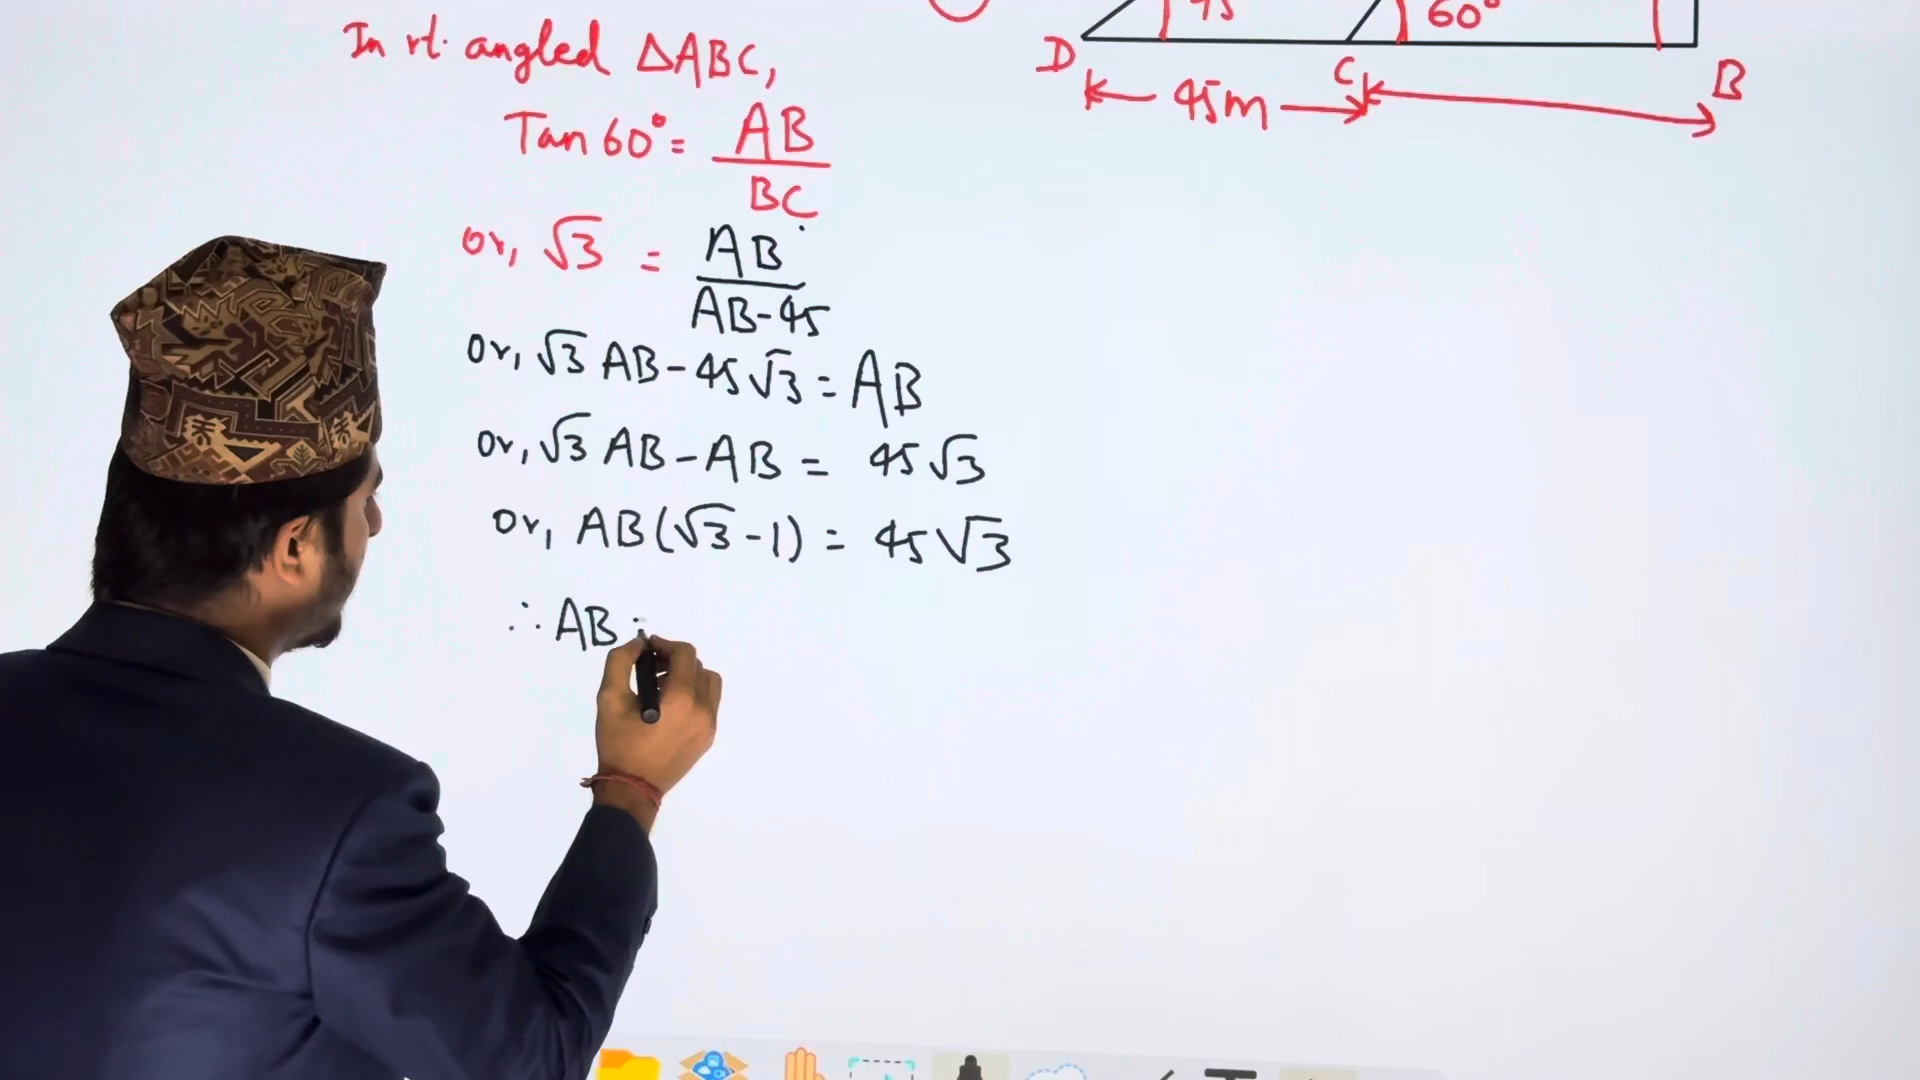 In rt. angled ΔABC,
Tan 60° = AB/BC
or, √3 = AB/AB-45
or, √3 AB - 45√3 = AB
or, √3 AB - AB = 45√3
or, AB(√3-1) = 45√3
∴ AB =
60°
D C B
45m